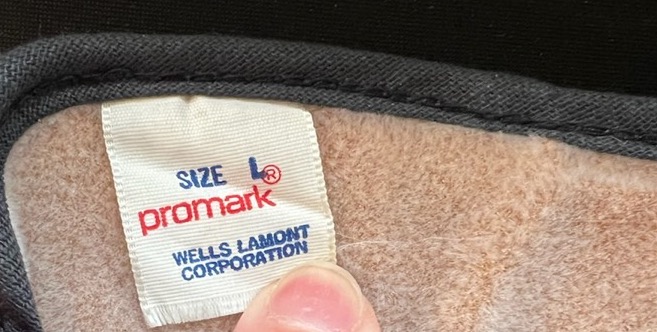 SIZE L
promark®
WELLS LAMONT
CORPORATION